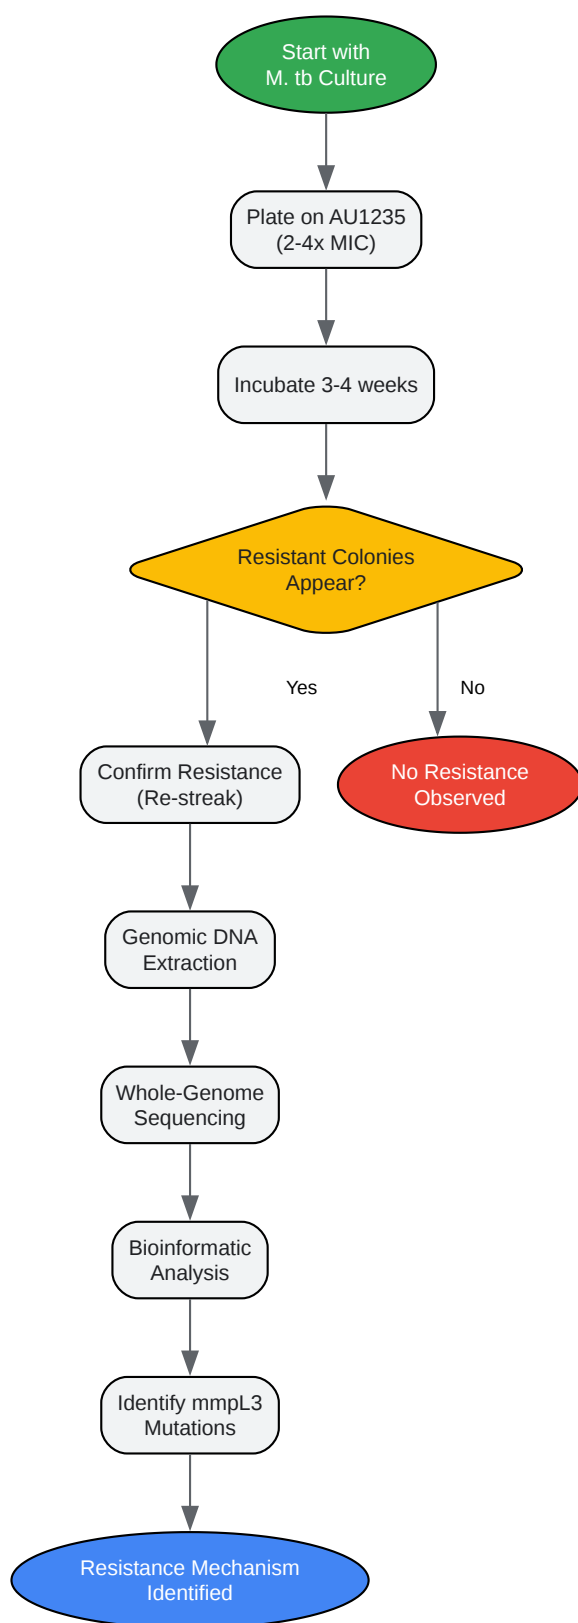 Start with
M. tb Culture
Plate on AU1235
(2-4x MIC)
Incubate 3-4 weeks
Resistant Colonies
Appear?
Yes
No
Confirm Resistance
(Re-streak)
No Resistance
Observed
Genomic DNA
Extraction
Whole-Genome
Sequencing
Bioinformatic
Analysis
Identify mmpL3
Mutations
Resistance Mechanism
Identified